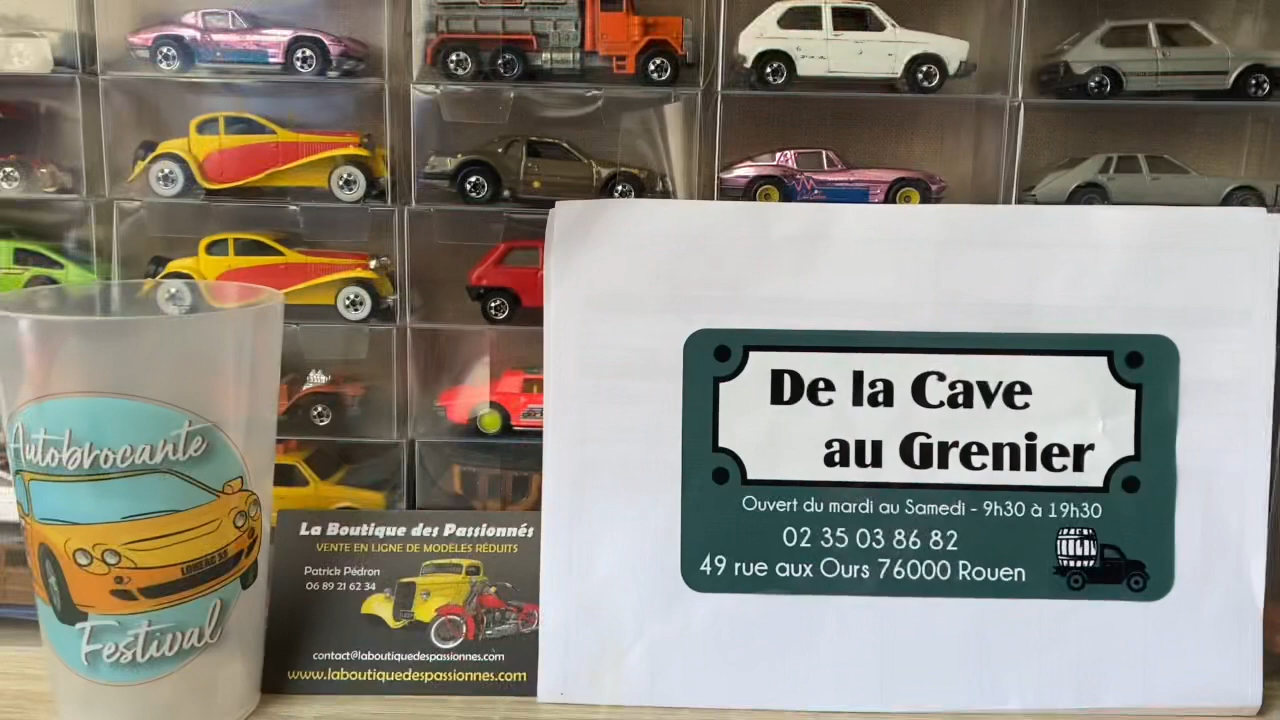 Autobrocante
LOHEAC 35
Festival
La Boutique des Passionnés
VENTE EN LIGNE DE MODÈLES RÉDUITS
Patrick Pédron
06 89 21 62 34
contact@laboutiquedespassionnes.com
www.laboutiquedespassionnes.com
De la Cave
au Grenier
Ouvert du mardi au Samedi - 9h30 à 19h30
02 35 03 86 82
49 rue aux Ours 76000 Rouen